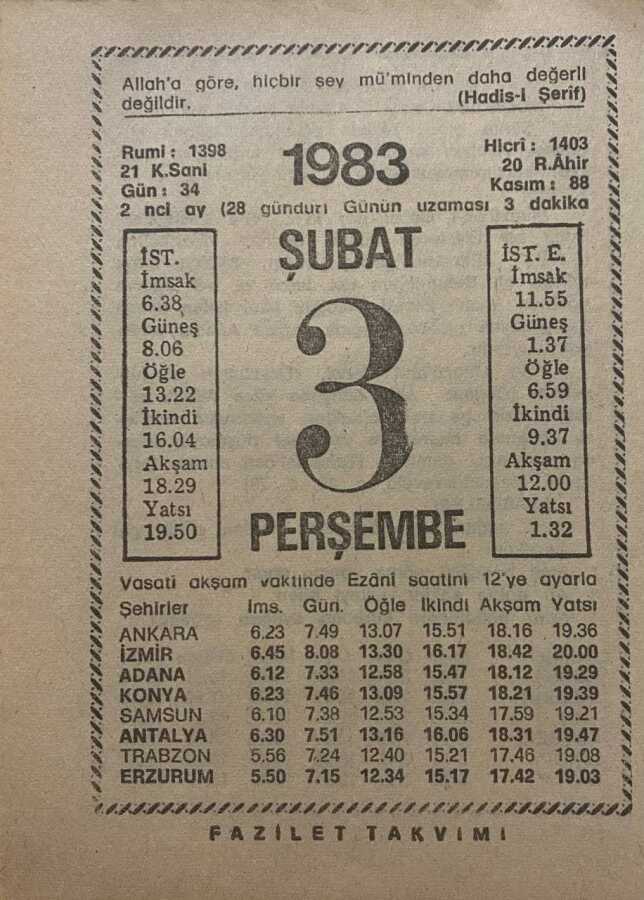 Allah'a göre, hiçbir şey mü'minden daha değerli
değildir. (Hadis-i Şerif)
Rumi : 1398
21 K.Sani
Gün : 34
1983
Hicrî : 1403
20 R.Âhir
Kasım : 88
2 nci ay (28 gündür) Günün uzaması 3 dakika
İST.
İmsak
6.38
Güneş
8.06
Öğle
13.22
İkindi
16.04
Akşam
18.29
Yatsı
19.50
ŞUBAT
3
PERŞEMBE
İST. E.
İmsak
11.55
Güneş
1.37
Öğle
6.59
İkindi
9.37
Akşam
12.00
Yatsı
1.32
Vasati akşam vaktinde Ezânî saatini 12'ye ayarla
Şehirler İms. Gün. Öğle İkindi Akşam Yatsı
ANKARA 6.23 7.49 13.07 15.51 18.16 19.36
İZMİR 6.45 8.08 13.30 16.17 18.42 20.00
ADANA 6.12 7.33 12.58 15.47 18.12 19.29
KONYA 6.23 7.46 13.09 15.57 18.21 19.39
SAMSUN 6.10 7.38 12.53 15.34 17.59 19.21
ANTALYA 6.30 7.51 13.16 16.06 18.31 19.47
TRABZON 5.56 7.24 12.40 15.21 17.46 19.08
ERZURUM 5.50 7.15 12.34 15.17 17.42 19.03
FAZİLET TAKVİMİ